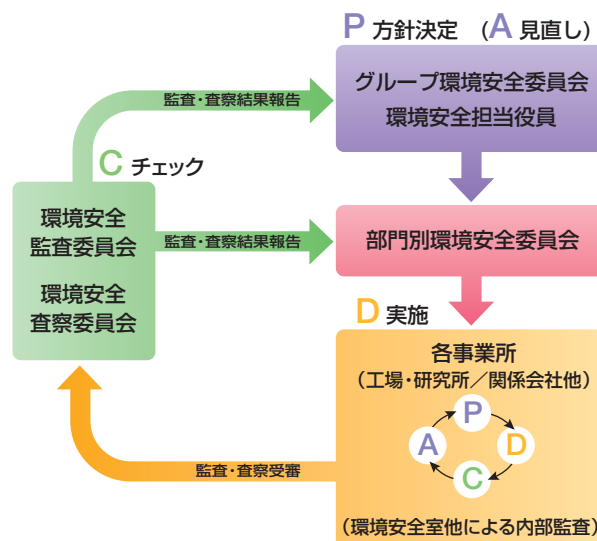 P 方針決定 (A 見直し)
グループ環境安全委員会
環境安全担当役員
監査・査察結果報告
C チェック
環境安全
監査委員会
環境安全
査察委員会
監査・査察結果報告
部門別環境安全委員会
D 実施
各事業所
(工場・研究所/関係会社他)
P
A
D
C
監査・査察受審
(環境安全室他による内部監査)